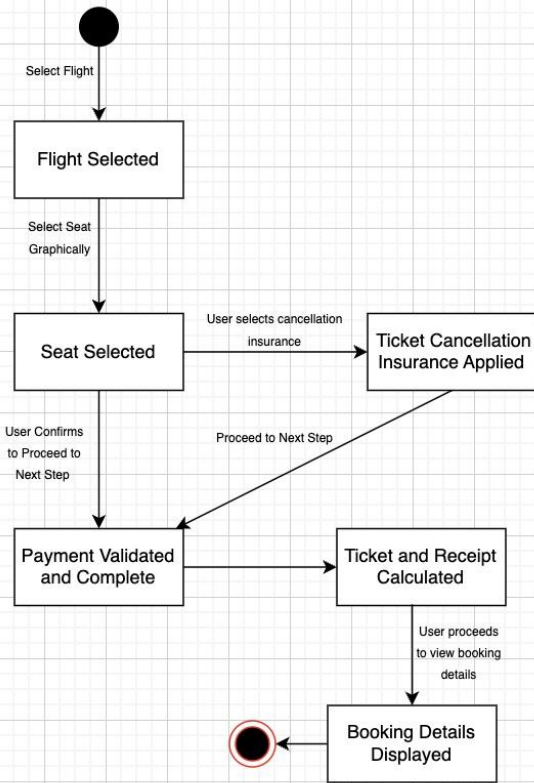 Select Flight
Flight Selected
Select Seat
Graphically
User selects cancellation
insurance
Seat Selected
Ticket Cancellation
Insurance Applied
User Confirms
to Proceed to
Next Step
Proceed to Next Step
Payment Validated
and Complete
Ticket and Receipt
Calculated
User proceeds
to view booking
details
Booking Details
Displayed